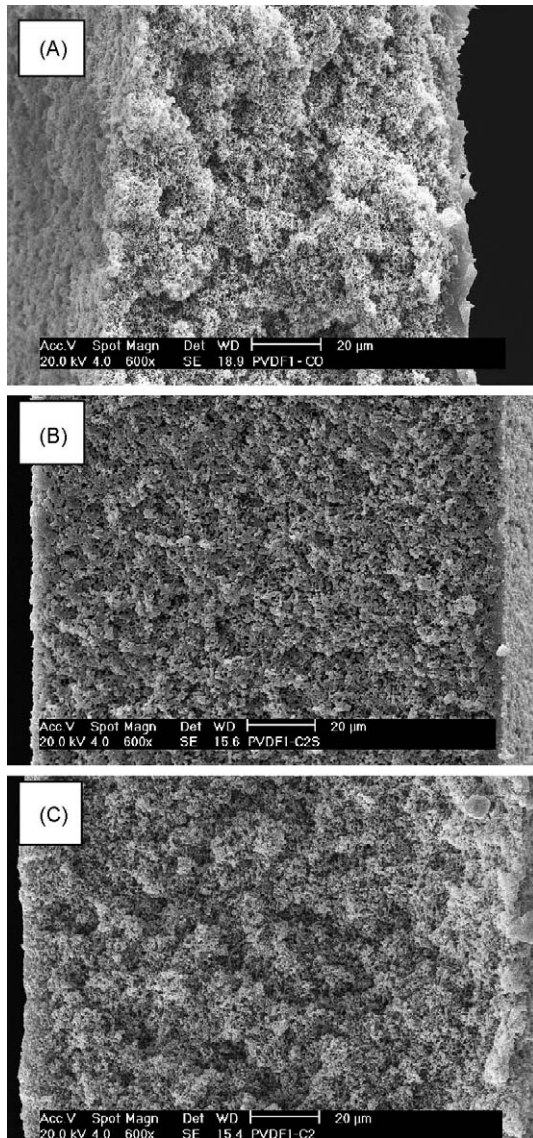 (A)
Acc.V Spot Magn Det WD 20 µm
20.0 kV 4.0 600x SE 18.9 PVDF1-CO
(B)
Acc.V Spot Magn Det WD 20 µm
20.0 kV 4.0 600x SE 15.6 PVDF1-C2S
(C)
Acc.V Spot Magn Det WD 20 µm
20.0 kV 4.0 600x SE 15.4 PVDF1-C2